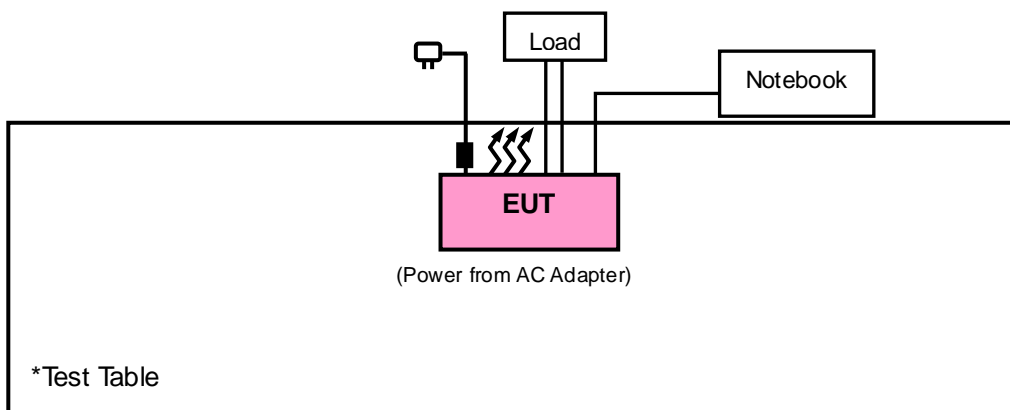 Load
Notebook
EUT
(Power from AC Adapter)
*Test Table